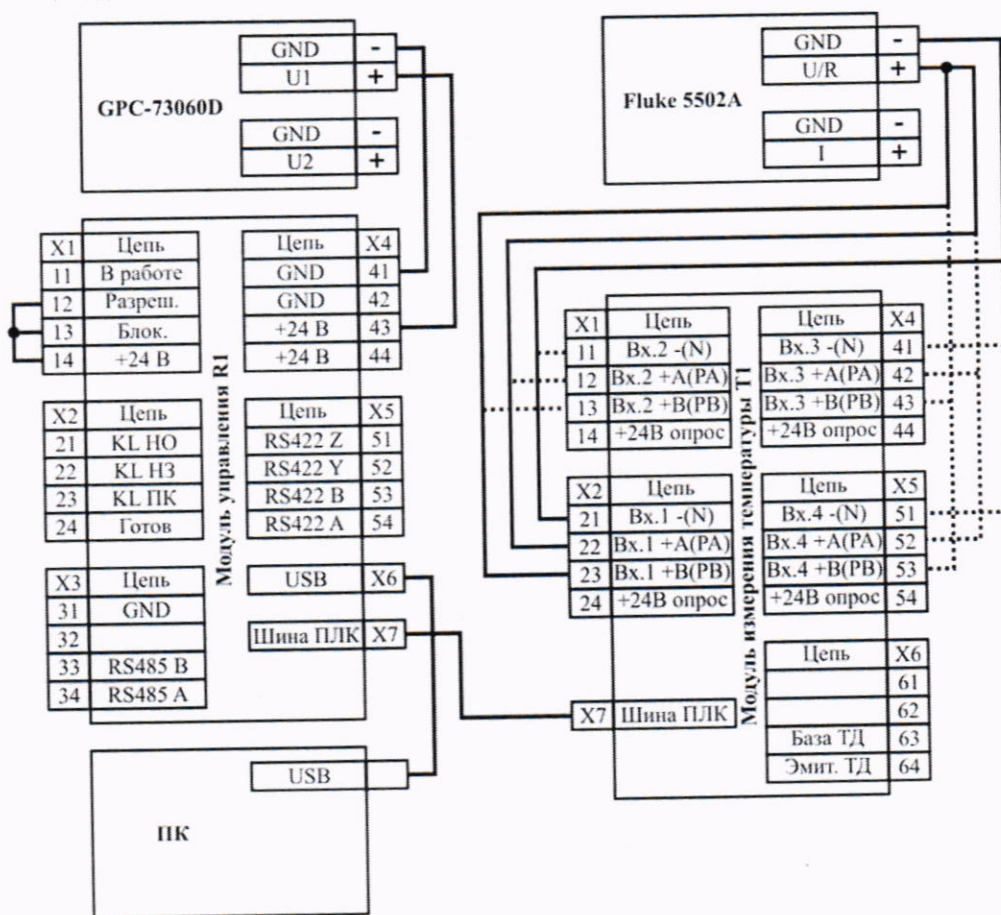 GPC-73060D
GND -
U1 +
GND -
U2 +
Fluke 5502A
GND -
U/R +
GND -
I +
Модуль управления R1
X1 Цепь
11 В работе
12 Разреш.
13 Блок.
14 +24 В
X2 Цепь
21 KL НО
22 KL НЗ
23 KL ПК
24 Готов
X3 Цепь
31 GND
32
33 RS485 B
34 RS485 A
Цепь X4
GND 41
GND 42
+24 В 43
+24 В 44
Цепь X5
RS422 Z 51
RS422 Y 52
RS422 B 53
RS422 A 54
USB X6
Шина ПЛК X7
ПК
USB
Модуль измерения температуры T1
X1 Цепь
11 Вх.2 -(N)
12 Вх.2 +A(PA)
13 Вх.2 +B(PB)
14 +24В опрос
X2 Цепь
21 Вх.1 -(N)
22 Вх.1 +A(PA)
23 Вх.1 +B(PB)
24 +24В опрос
X7 Шина ПЛК
Цепь X4
Вх.3 -(N) 41
Вх.3 +A(PA) 42
Вх.3 +B(PB) 43
+24В опрос 44
Цепь X5
Вх.4 -(N) 51
Вх.4 +A(PA) 52
Вх.4 +B(PB) 53
+24В опрос 54
Цепь X6
61
62
База ТД 63
Эмит. ТД 64